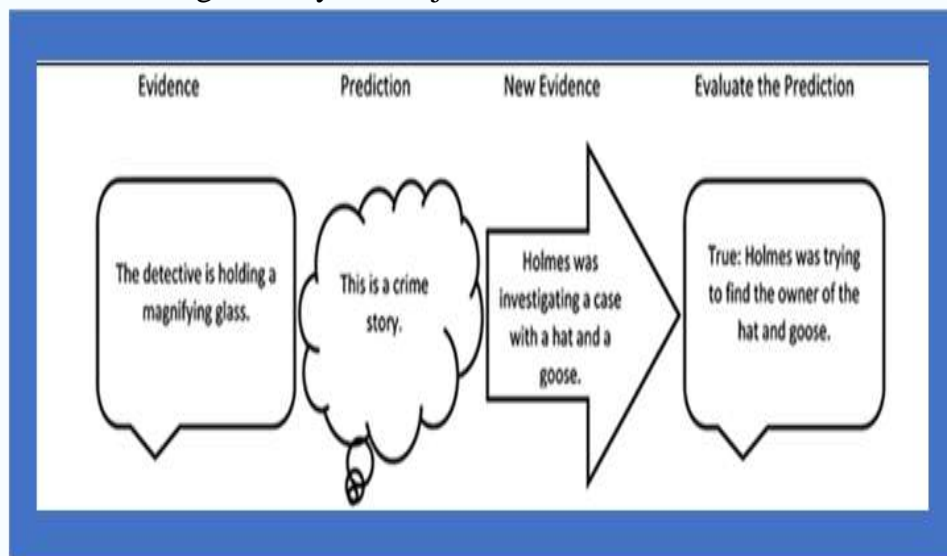 Evidence
Prediction
New Evidence
Evaluate the Prediction
The detective is holding a
magnifying glass.
This is a crime
story.
Holmes was
investigating a case
with a hat and a
goose.
True: Holmes was trying
to find the owner of the
hat and goose.